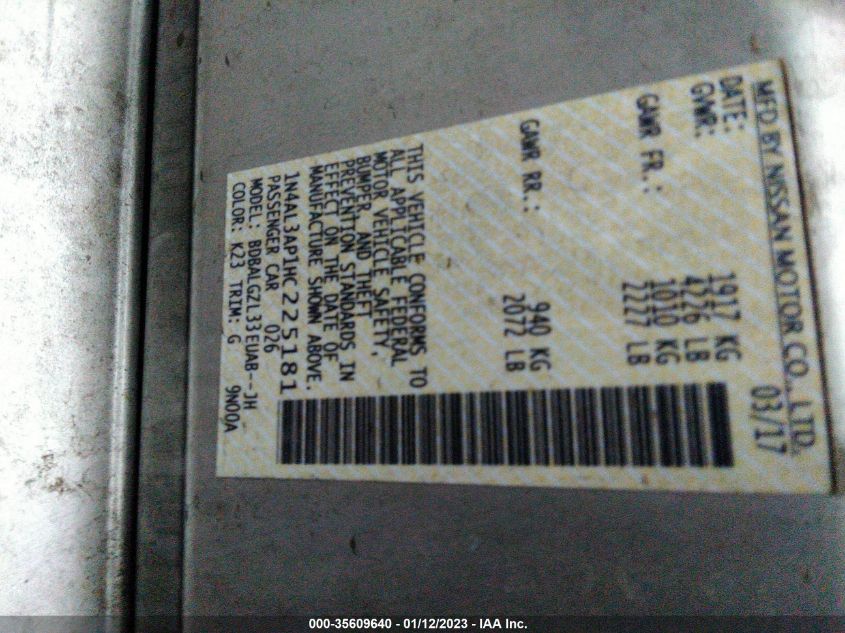 MFD BY NISSAN MOTOR CO., LTD.
DATE: 03/17
GVWR: 1917 KG
4226 LB
GAWR FR.: 1010 KG
2227 LB
GAWR RR.: 940 KG
2072 LB
THIS VEHICLE CONFORMS TO
ALL APPLICABLE FEDERAL
MOTOR VEHICLE SAFETY,
BUMPER, AND THEFT
PREVENTION STANDARDS IN
EFFECT ON THE DATE OF
MANUFACTURE SHOWN ABOVE.
1N4AL3AP1HC225181
PASSENGER CAR 026
MODEL: BDBALGZL33EUAB--JH
COLOR: K23 TRIM: G 9N00A
000-35609640 - 01/12/2023 - IAA Inc.